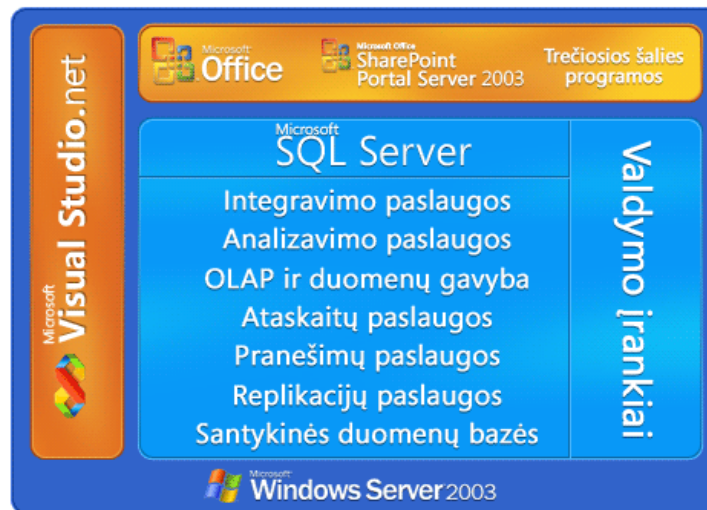 Microsoft
Visual Studio.net
Microsoft
Office
Microsoft Office
SharePoint
Portal Server 2003
Trečiosios šalies
programos
Microsoft
SQL Server
Integravimo paslaugos
Analizavimo paslaugos
OLAP ir duomenų gavyba
Ataskaitų paslaugos
Pranešimų paslaugos
Replikacijų paslaugos
Santykinės duomenų bazės
Valdymo įrankiai
Microsoft
Windows Server 2003